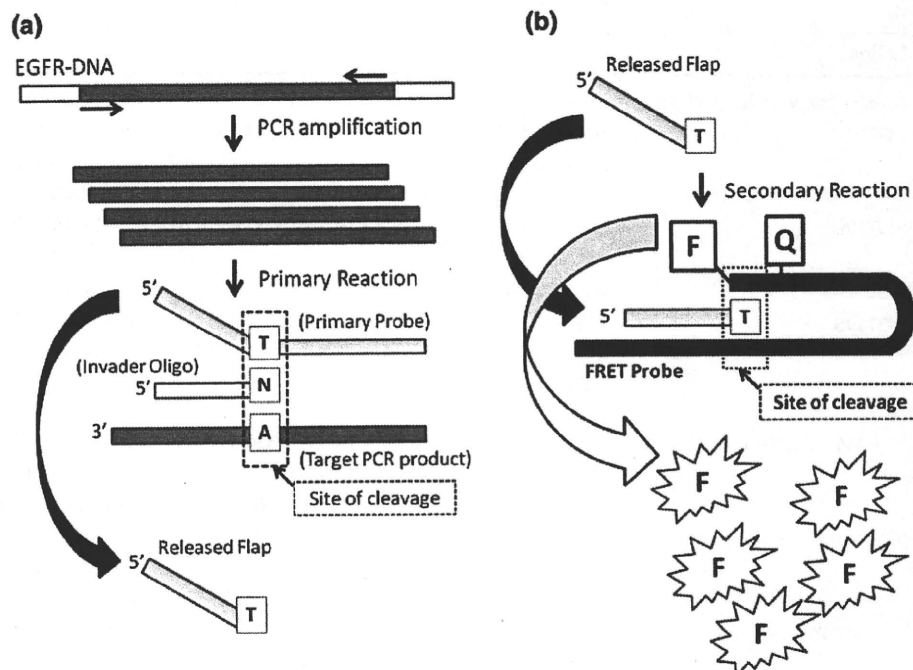 (a)
EGFR-DNA
PCR amplification
Primary Reaction
5′
T
(Primary Probe)
(Invader Oligo)
5′
N
3′
A
(Target PCR product)
Site of cleavage
Released Flap
5′
T
(b)
Released Flap
5′
T
Secondary Reaction
F
Q
5′
T
FRET Probe
Site of cleavage
F
F
F
F
F